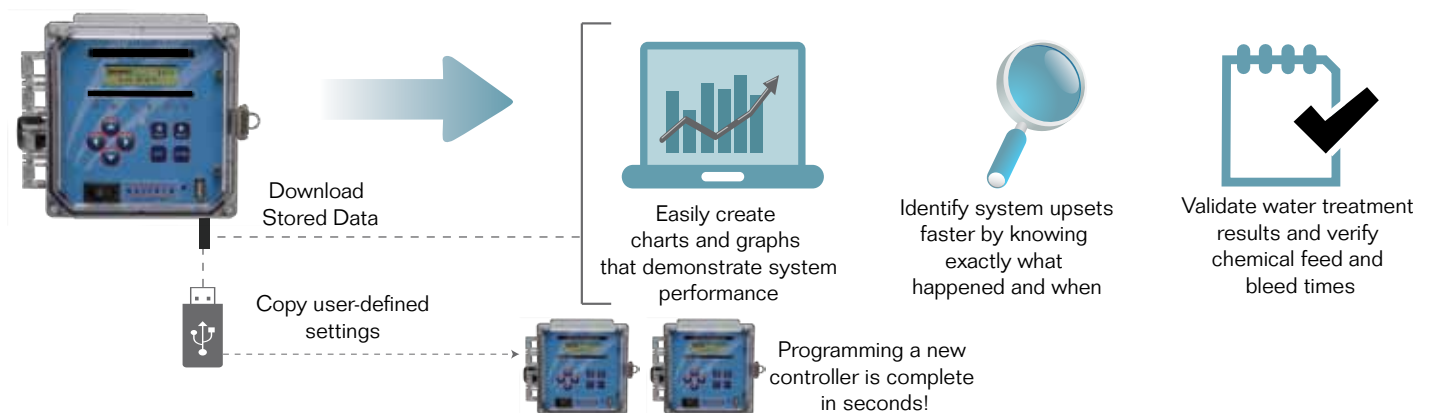 Download
Stored Data
Easily create
charts and graphs
that demonstrate system
performance
Identify system upsets
faster by knowing
exactly what
happened and when
Validate water treatment
results and verify
chemical feed and
bleed times
Copy user-defined
settings
Programming a new
controller is complete
in seconds!